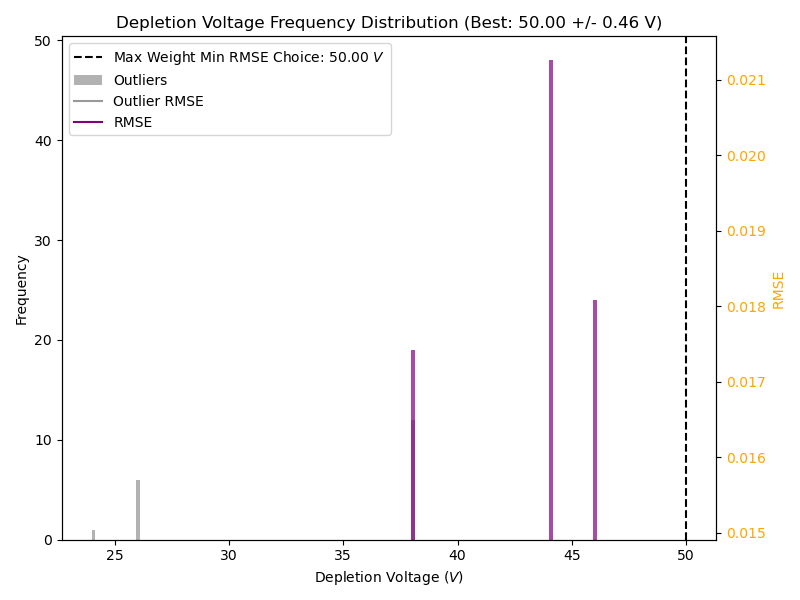 Depletion Voltage Frequency Distribution (Best: 50.00 +/- 0.46 V)
Max Weight Min RMSE Choice: 50.00 V
Outliers
Outlier RMSE
RMSE
50
40
30
20
10
0
Frequency
0.021
0.020
0.019
0.018
0.017
0.016
0.015
RMSE
25
30
35
40
45
50
Depletion Voltage (V)